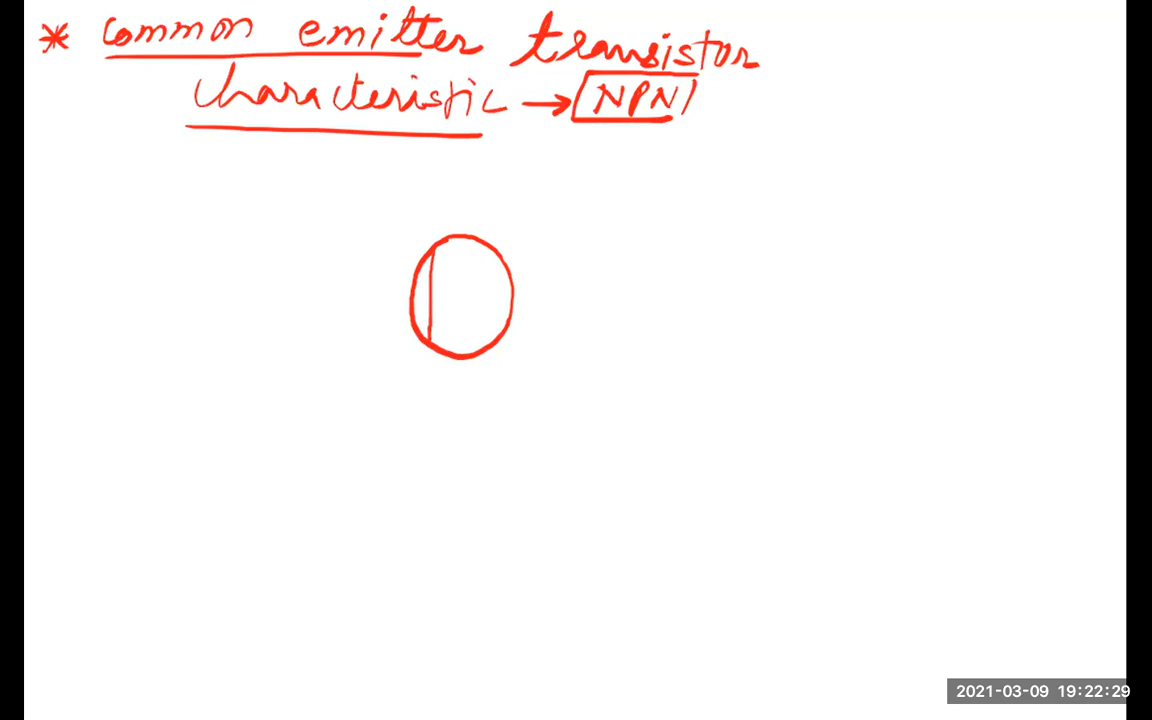 * common emitter transistor
characteristic → NPN
2021-03-09 19:22:29